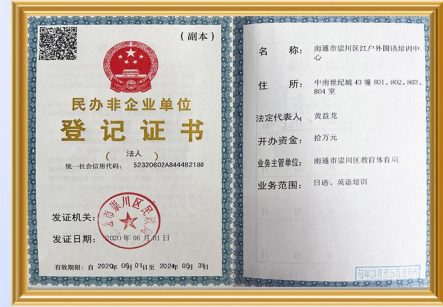 （副本）
民办非企业单位
登记证书
（ 法人 ）
统一社会信用代码： 52320602A844482180
发证机关：
发证日期： 2020年06月01日
有效期限：自 2020年06月01日至 2024年05月31日
名称： 南通市崇川区江户外国语培训中
心
住所： 中南世纪城43幢801、802、803、
804室
法定代表人： 黄益龙
开办资金： 拾万元
业务主管单位： 南通市崇川区教育体育局
业务范围： 日语、英语培训